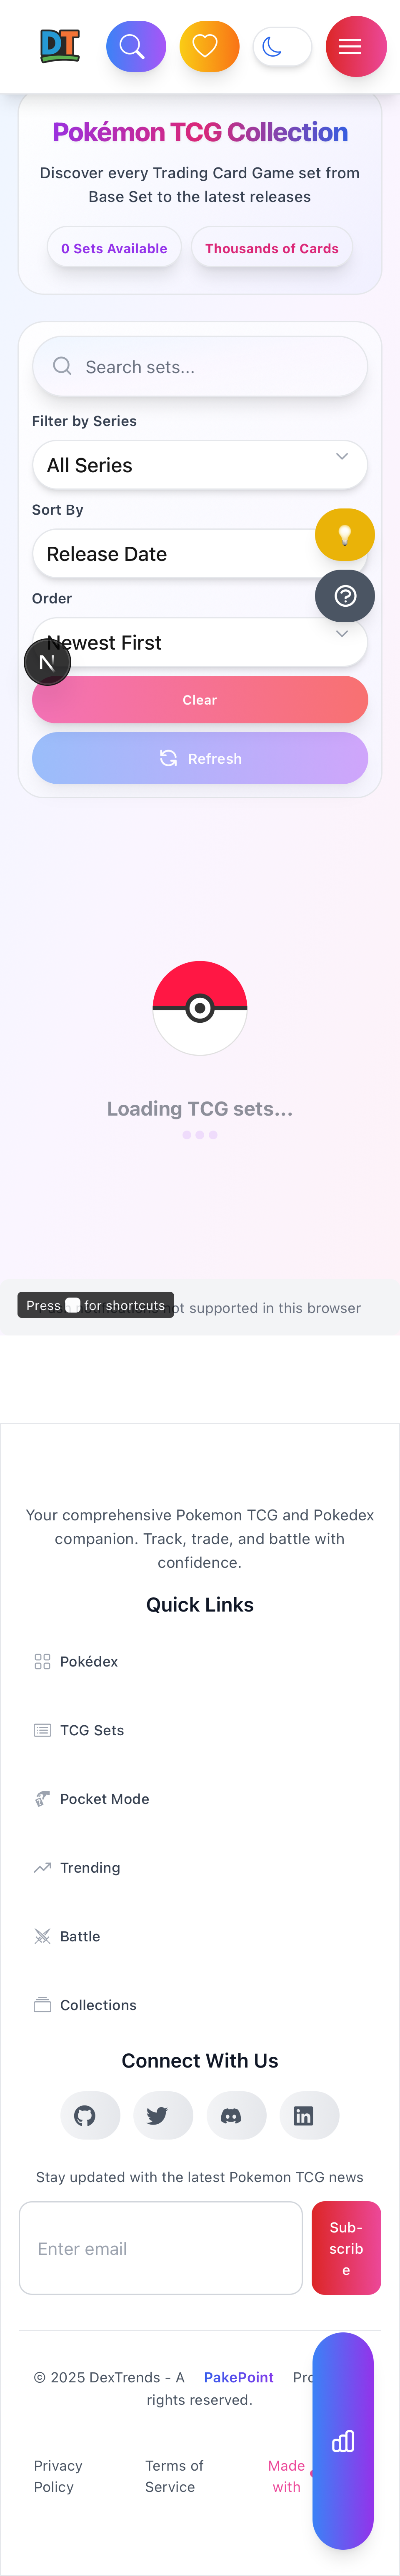 DT
Pokémon TCG Collection
Discover every Trading Card Game set from
Base Set to the latest releases
0 Sets Available
Thousands of Cards
Search sets...
Filter by Series
All Series
Sort By
Release Date
Order
Newest First
N
Clear
Refresh
Loading TCG sets...
Press for shortcuts
not supported in this browser
Your comprehensive Pokemon TCG and Pokedex
companion. Track, trade, and battle with
confidence.
Quick Links
Pokédex
TCG Sets
Pocket Mode
Trending
Battle
Collections
Connect With Us
Stay updated with the latest Pokemon TCG news
Enter email
Sub-
scrib
e
© 2025 DexTrends - A PakePoint
rights reserved.
Privacy
Policy
Terms of
Service
Made
with